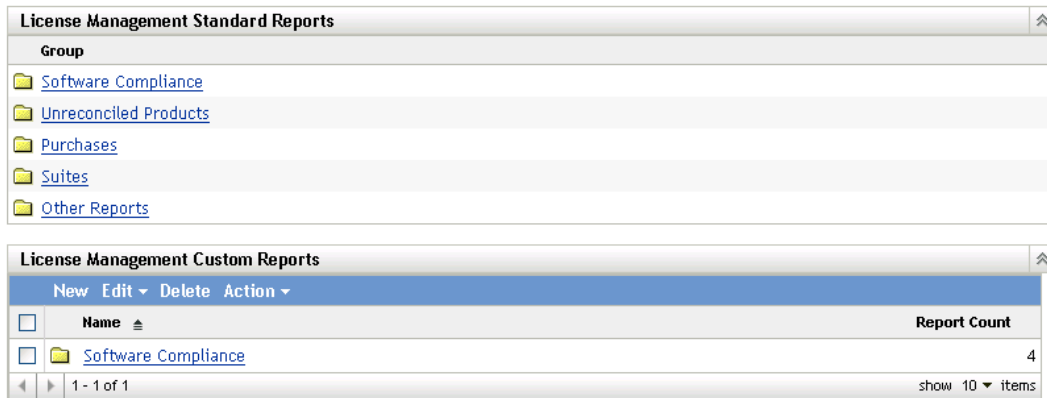 License Management Standard Reports
Group
Software Compliance
Unreconciled Products
Purchases
Suites
Other Reports
License Management Custom Reports
New Edit Delete Action
Name Report Count
Software Compliance 4
1 - 1 of 1 show 10 items